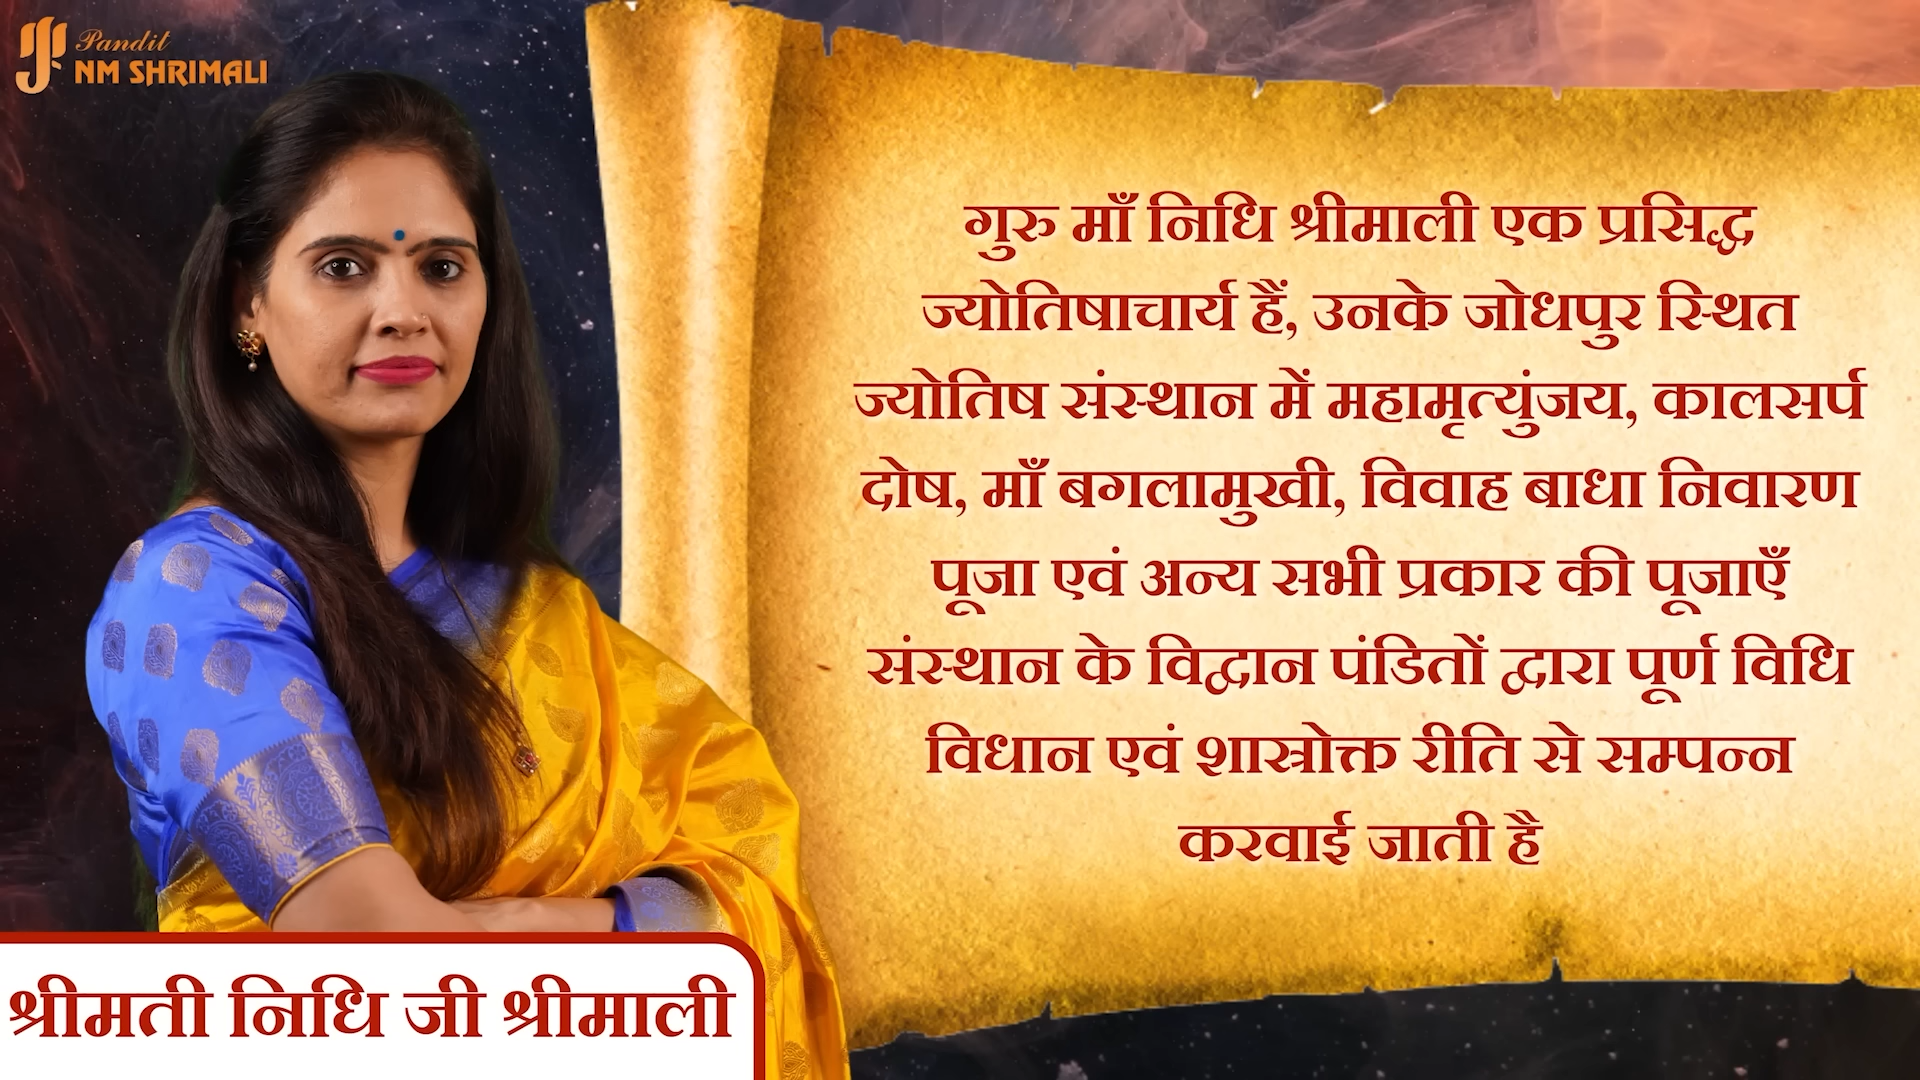 Pandit
NM SHRIMALI
गुरु माँ निधि श्रीमाली एक प्रसिद्ध
ज्योतिषाचार्य हैं, उनके जोधपुर स्थित
ज्योतिष संस्थान में महामृत्युंजय, कालसर्प
दोष, माँ बगलामुखी, विवाह बाधा निवारण
पूजा एवं अन्य सभी प्रकार की पूजाएँ
संस्थान के विद्वान पंडितों द्वारा पूर्ण विधि
विधान एवं शास्त्रोक्त रीति से सम्पन्न
करवाई जाती है
श्रीमती निधि जी श्रीमाली